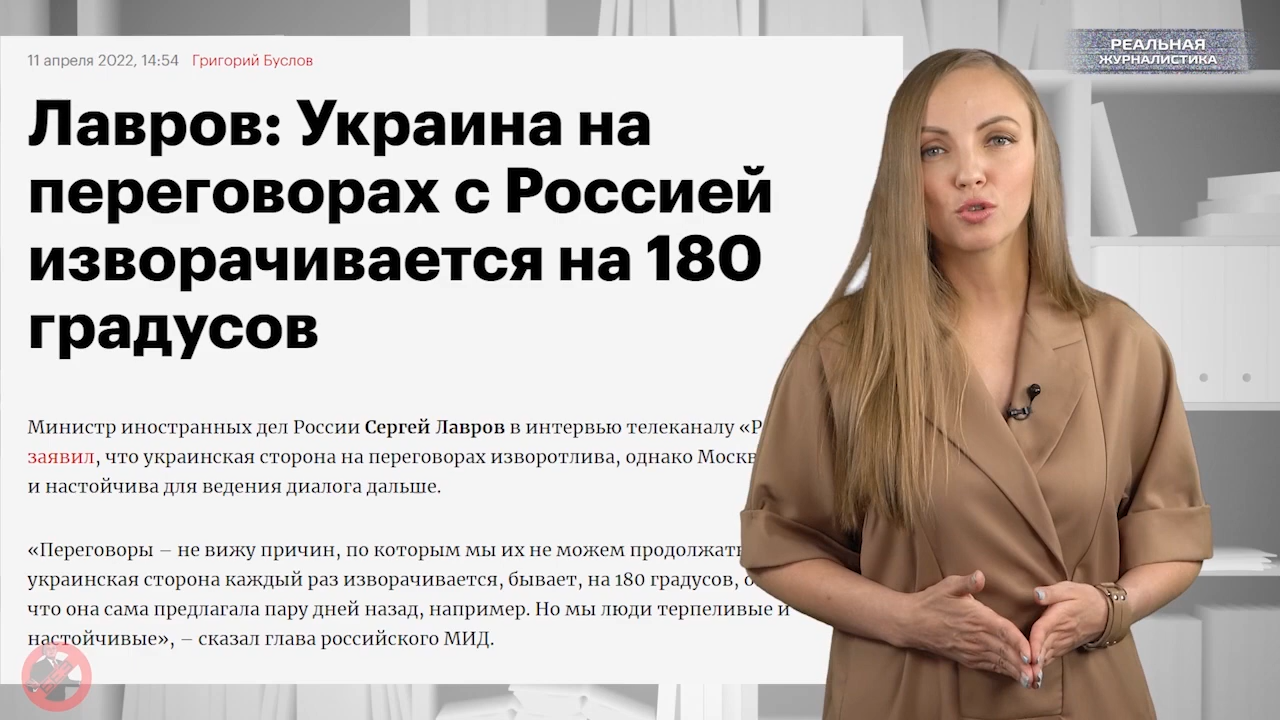 11 апреля 2022, 14:54 Григорий Буслов
РЕАЛЬНАЯ
ЖУРНАЛИСТИКА
Лавров: Украина на
переговорах с Россией
изворачивается на 180
градусов
Министр иностранных дел России Сергей Лавров в интервью телеканалу
заявил, что украинская сторона на переговорах изворотлива, однако
и настойчива для ведения диалога дальше.
«Переговоры – не вижу причин, по которым мы их не можем продолжать
украинская сторона каждый раз изворачивается, бывает, на 180 градусов,
что она сама предлагала пару дней назад, например. Но мы люди терпеливые и
настойчивые», – сказал глава российского МИД.